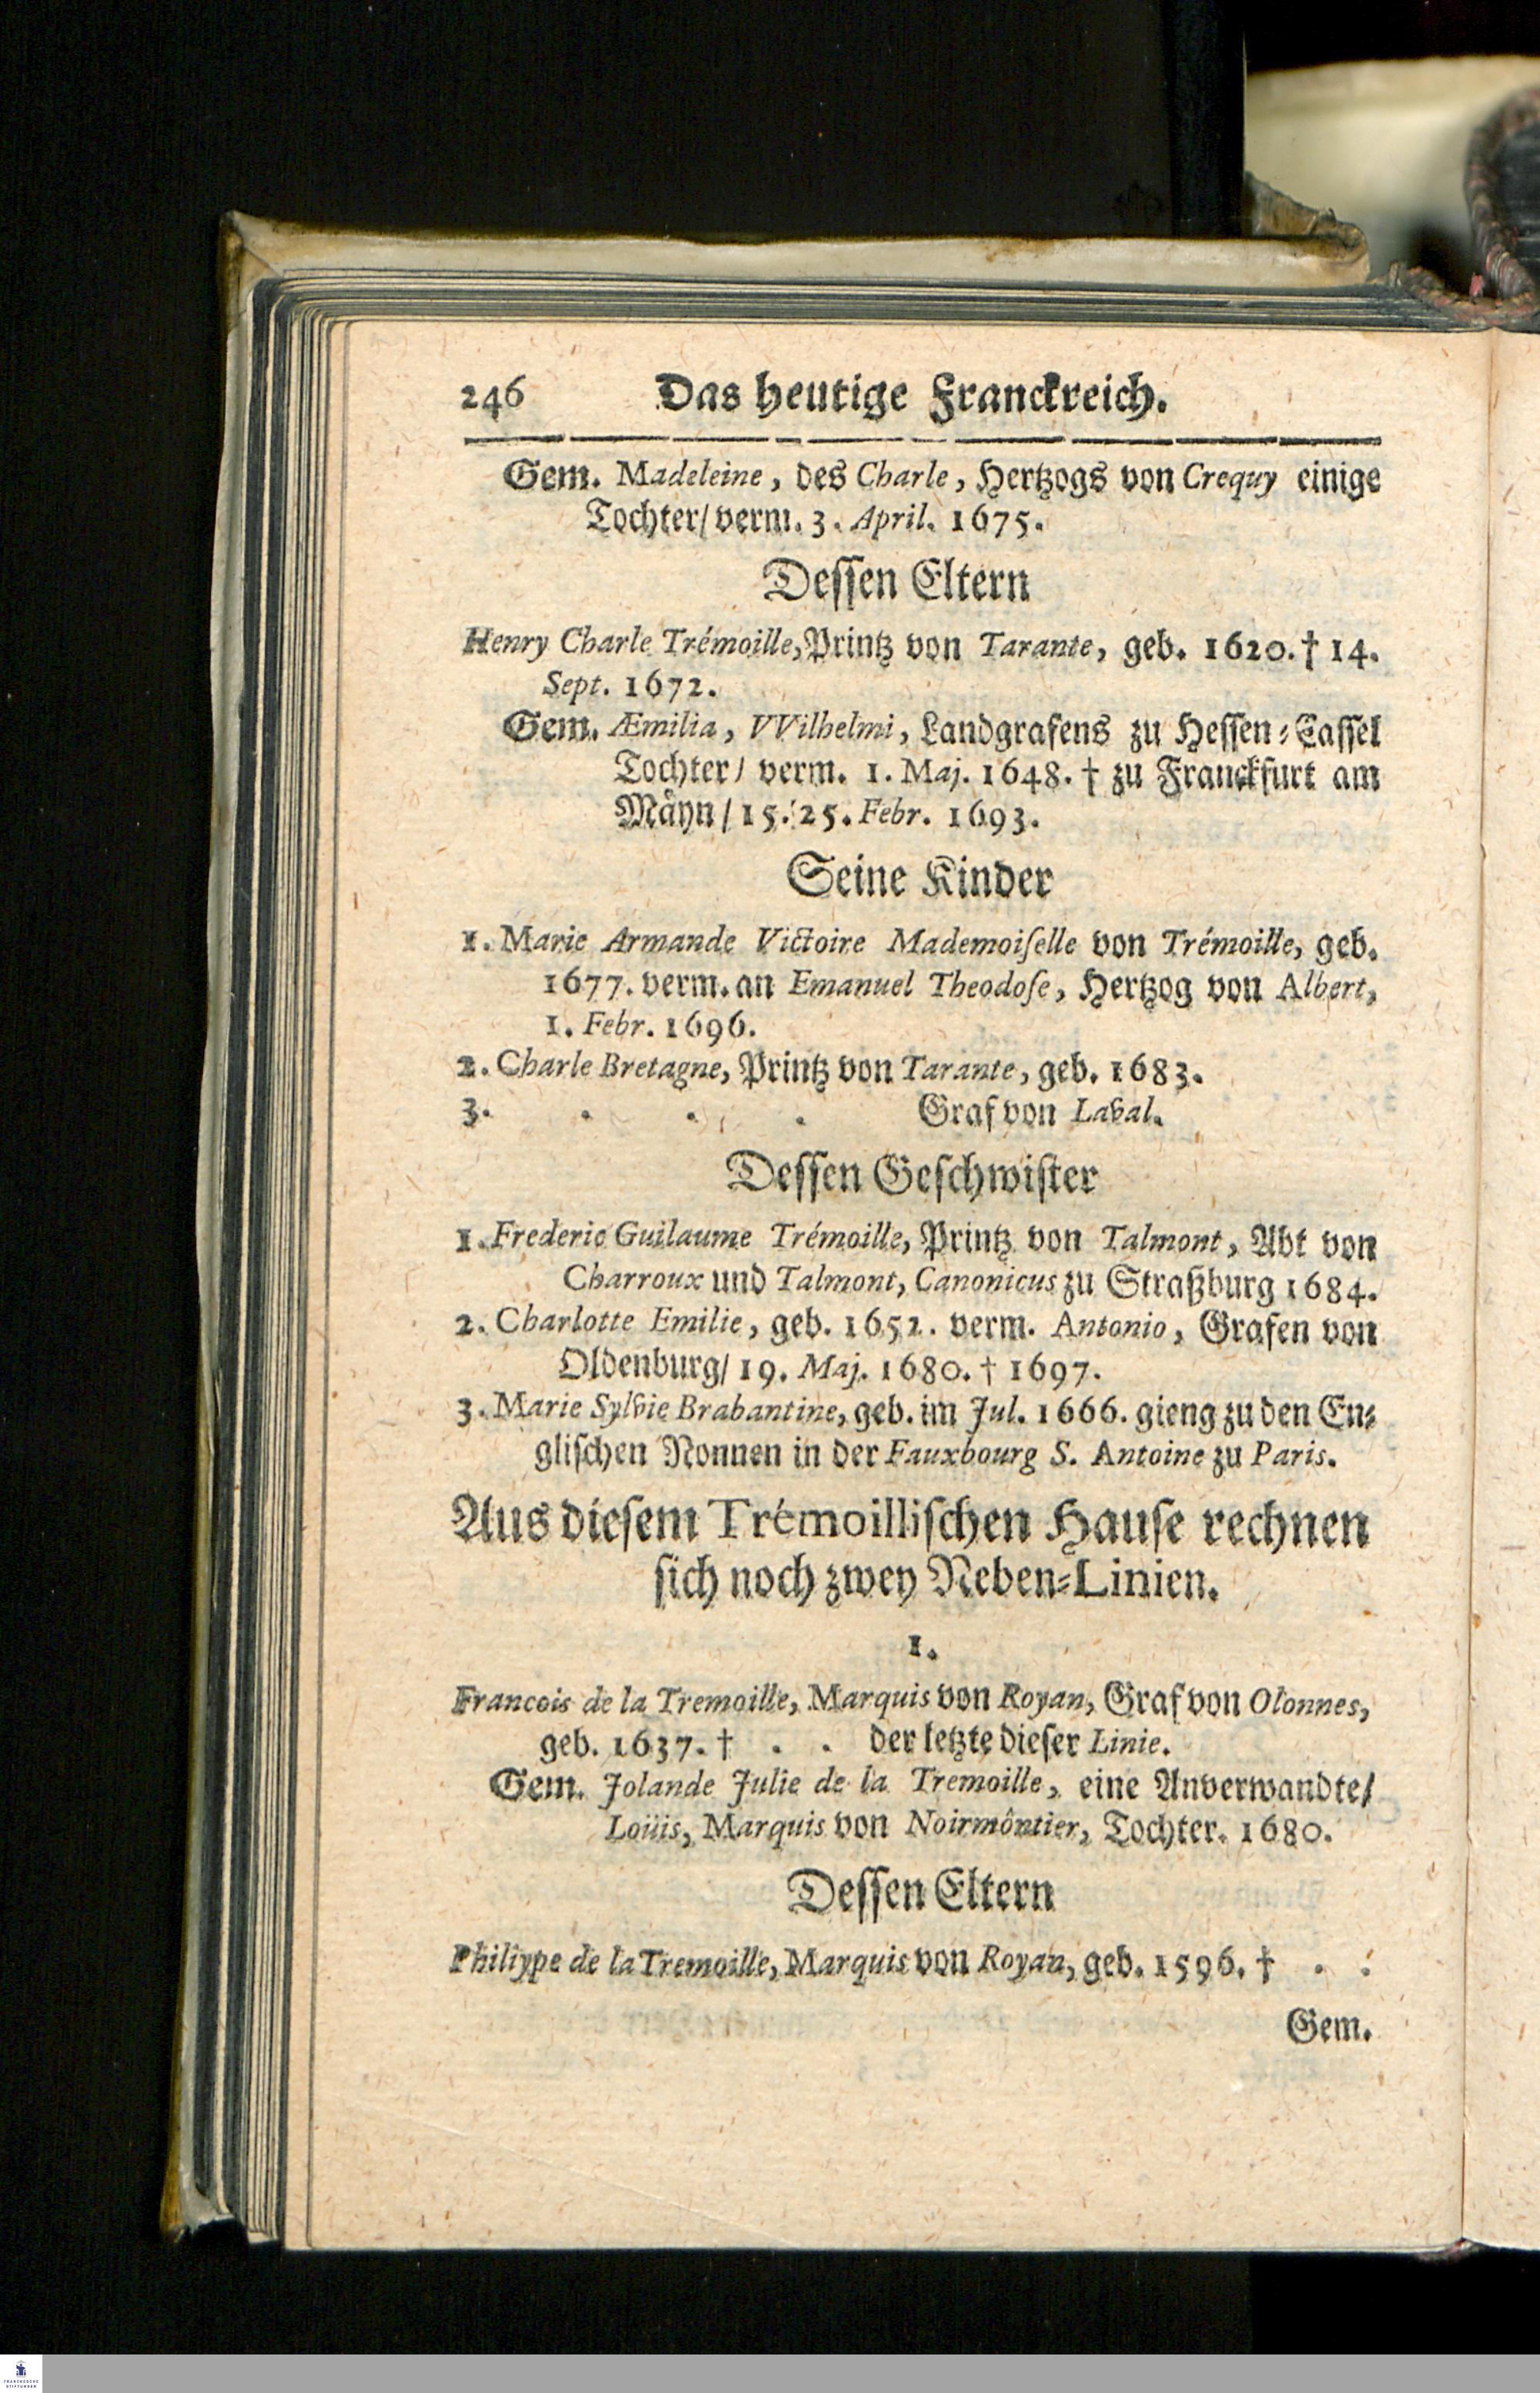 246 Das heutige Franckreich.
Gem. Madeleine, des Charle, Hertzogs von Crequy einige
Tochter/ verm. 3. April. 1675.
Dessen Eltern
Henry Charle Trémoille, Printz von Tarante, geb. 1620. † 14.
Sept. 1672.
Gem. Æmilia, VVilhelmi, Landgrafens zu Hessen-Cassel
Tochter/ verm. 1. Maj. 1648. † zu Franckfurt am
Mäyn/ 15./25. Febr. 1693.
Seine Kinder
1. Marie Armande Victoire Mademoiselle von Trémoille, geb.
1677. verm. an Emanuel Theodose, Hertzog von Albert,
1. Febr. 1696.
2. Charle Bretagne, Printz von Tarante, geb. 1683.
3. . . . Graf von Laval.
Dessen Geschwister
1. Frederic Guilaume Trémoille, Printz von Talmont, Abt von
Charroux und Talmont, Canonicus zu Straßburg 1684.
2. Charlotte Emilie, geb. 1652. verm. Antonio, Grafen von
Oldenburg/ 19. Maj. 1680. † 1697.
3. Marie Sylvie Brabantine, geb. im Jul. 1666. gieng zu den En-
glischen Nonnen in der Fauxbourg S. Antoine zu Paris.
Aus diesem Trémoillischen Hause rechnen
sich noch zwey Neben-Linien.
1.
Francois de la Tremoille, Marquis von Royan, Graf von Olonnes,
geb. 1637. † . . der letzte dieser Linie.
Gem. Jolande Julie de la Tremoille, eine Anverwandte/
Loüis, Marquis von Noirmôntier, Tochter. 1680.
Dessen Eltern
Philiype de la Tremoille, Marquis von Royan, geb. 1596. † . .
Gem.
FRANCKESCHE
STIFTUNGEN